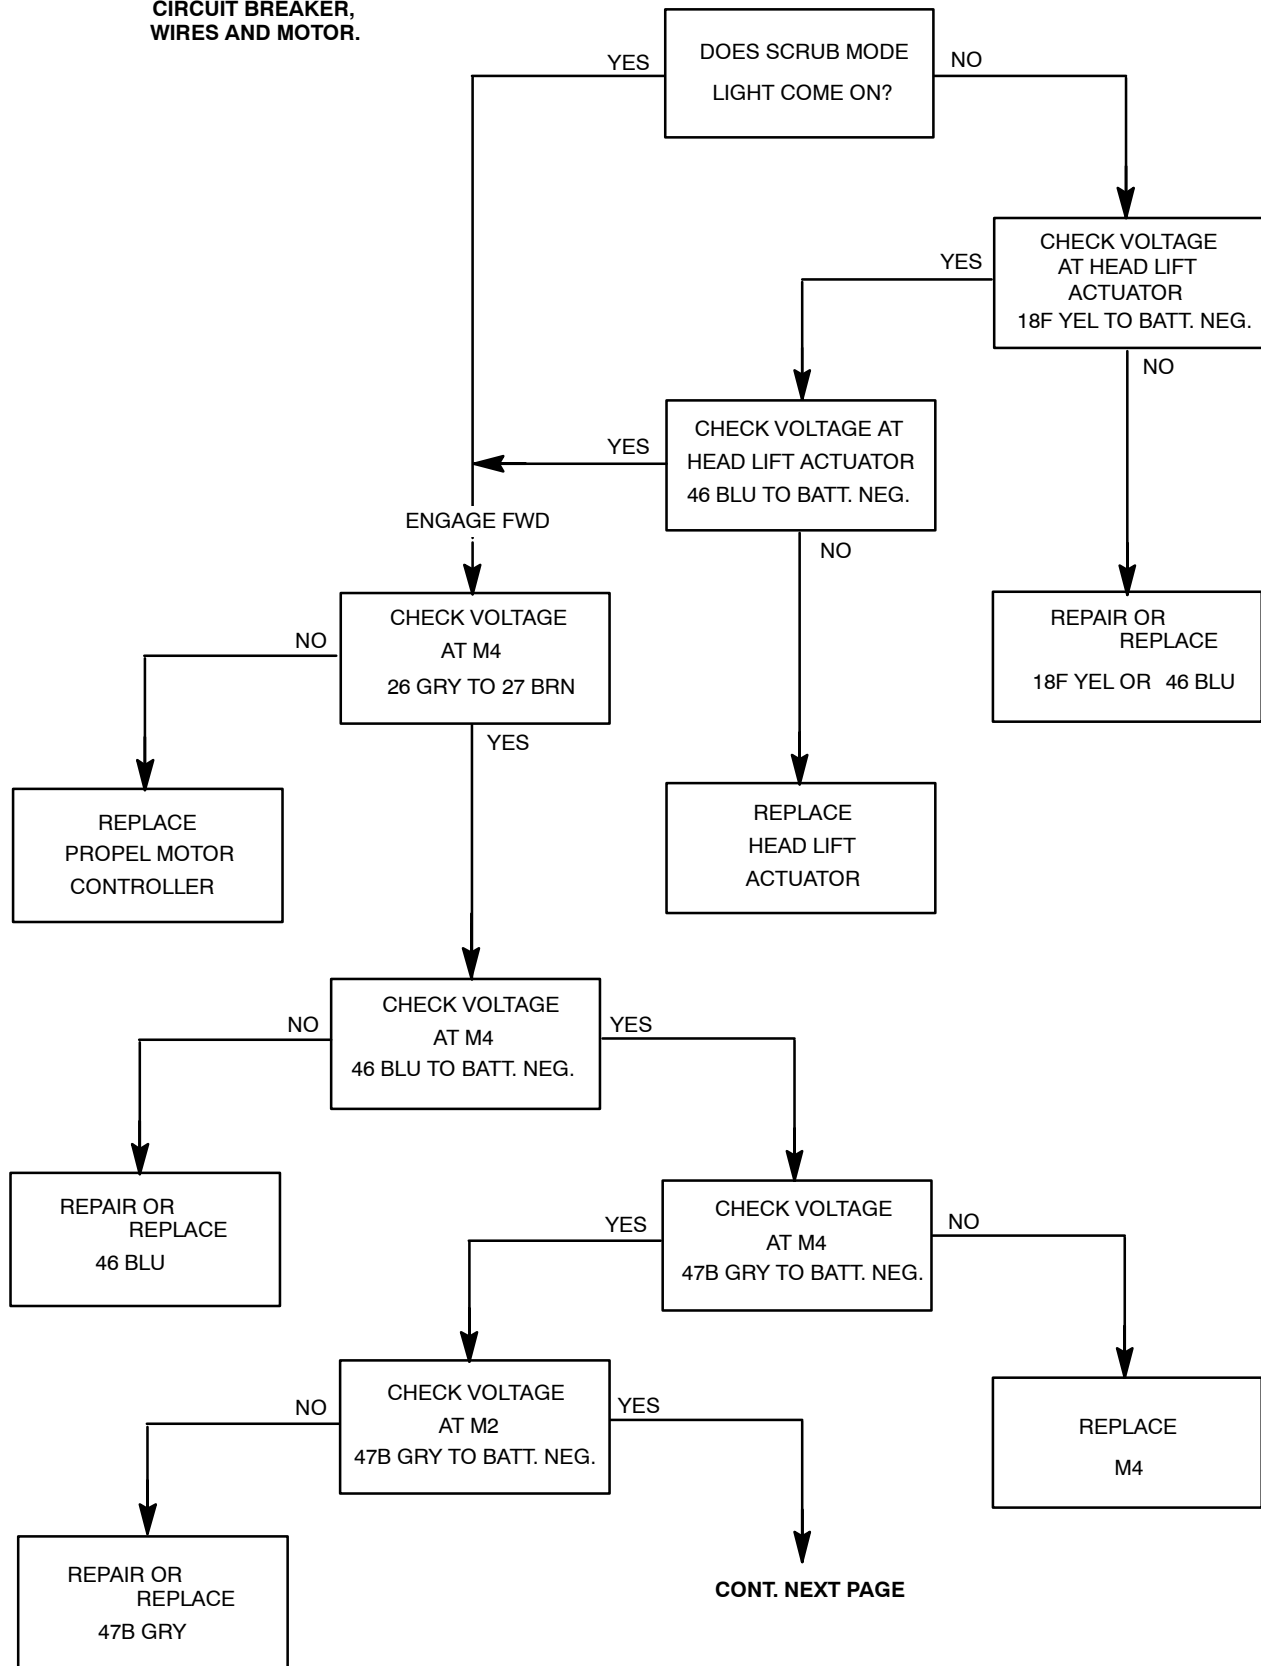 CIRCUIT BREAKER,
WIRES AND MOTOR.
DOES SCRUB MODE
LIGHT COME ON?
YES
NO
CHECK VOLTAGE
AT HEAD LIFT
ACTUATOR
18F YEL TO BATT. NEG.
YES
NO
CHECK VOLTAGE AT
HEAD LIFT ACTUATOR
46 BLU TO BATT. NEG.
YES
NO
ENGAGE FWD
CHECK VOLTAGE
AT M4
26 GRY TO 27 BRN
NO
YES
REPAIR OR
REPLACE
18F YEL OR 46 BLU
REPLACE
PROPEL MOTOR
CONTROLLER
REPLACE
HEAD LIFT
ACTUATOR
CHECK VOLTAGE
AT M4
46 BLU TO BATT. NEG.
NO
YES
REPAIR OR
REPLACE
46 BLU
CHECK VOLTAGE
AT M4
47B GRY TO BATT. NEG.
YES
NO
CHECK VOLTAGE
AT M2
47B GRY TO BATT. NEG.
NO
YES
REPLACE
M4
REPAIR OR
REPLACE
47B GRY
CONT. NEXT PAGE